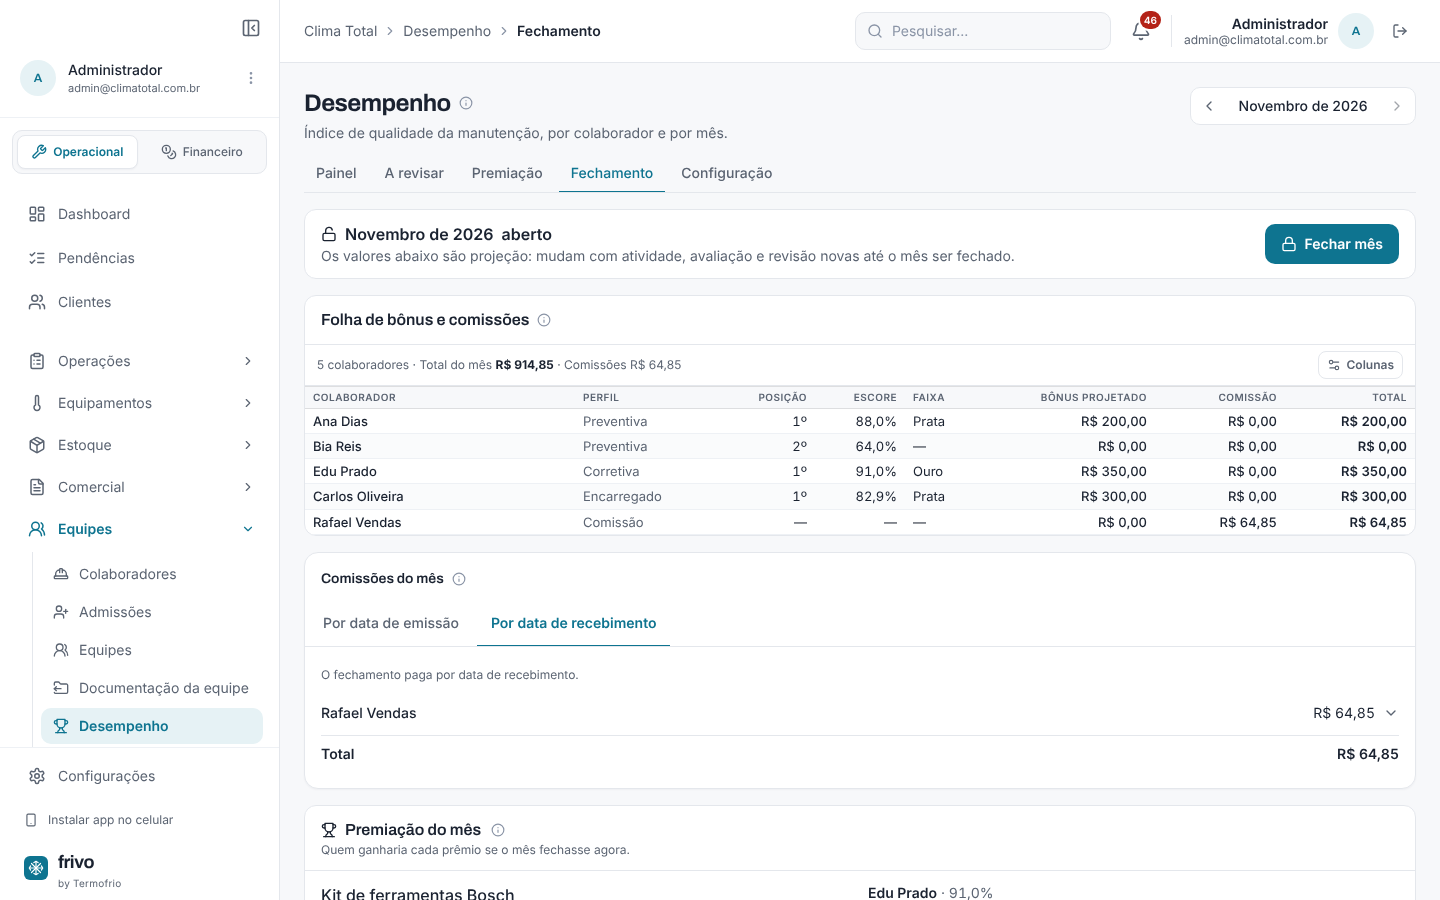 Administrador
admin@climatotal.com.br
A
Operacional
Financeiro
Dashboard
Pendências
Clientes
Operações
Equipamentos
Estoque
Comercial
Equipes
Colaboradores
Admissões
Equipes
Documentação da equipe
Desempenho
Configurações
Instalar app no celular
frivo
by Termofrio
Clima Total > Desempenho > Fechamento
Pesquisar...
46
Administrador
admin@climatotal.com.br
A
Desempenho
Índice de qualidade da manutenção, por colaborador e por mês.
Novembro de 2026
Painel A revisar Premiação Fechamento Configuração
Novembro de 2026 aberto
Os valores abaixo são projeção: mudam com atividade, avaliação e revisão novas até o mês ser fechado.
Fechar mês
Folha de bônus e comissões
5 colaboradores · Total do mês R$ 914,85 · Comissões R$ 64,85
Colunas
COLABORADOR PERFIL POSIÇÃO ESCORE FAIXA BÔNUS PROJETADO COMISSÃO TOTAL
Ana Dias Preventiva 1º 88,0% Prata R$ 200,00 R$ 0,00 R$ 200,00
Bia Reis Preventiva 2º 64,0% — R$ 0,00 R$ 0,00 R$ 0,00
Edu Prado Corretiva 1º 91,0% Ouro R$ 350,00 R$ 0,00 R$ 350,00
Carlos Oliveira Encarregado 1º 82,9% Prata R$ 300,00 R$ 0,00 R$ 300,00
Rafael Vendas Comissão — — — R$ 0,00 R$ 64,85 R$ 64,85
Comissões do mês
Por data de emissão Por data de recebimento
O fechamento paga por data de recebimento.
Rafael Vendas R$ 64,85
Total R$ 64,85
Premiação do mês
Quem ganharia cada prêmio se o mês fechasse agora.
Kit de ferramentas Bosch
Edu Prado · 91,0%